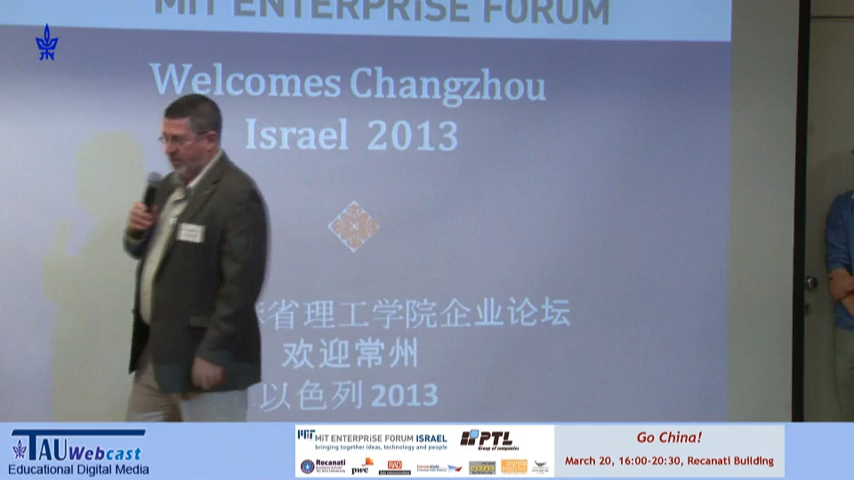 MIT ENTERPRISE FORUM
Welcomes Changzhou
Israel 2013
省理工学院企业论坛
欢迎常州
以色列 2013
TAU Webcast
Educational Digital Media
MIT ENTERPRISE FORUM ISRAEL
bringing together ideas, technology and people
PTL
Group of companies
Recanati
pwc
Go China!
March 20, 16:00-20:30, Recanati Building